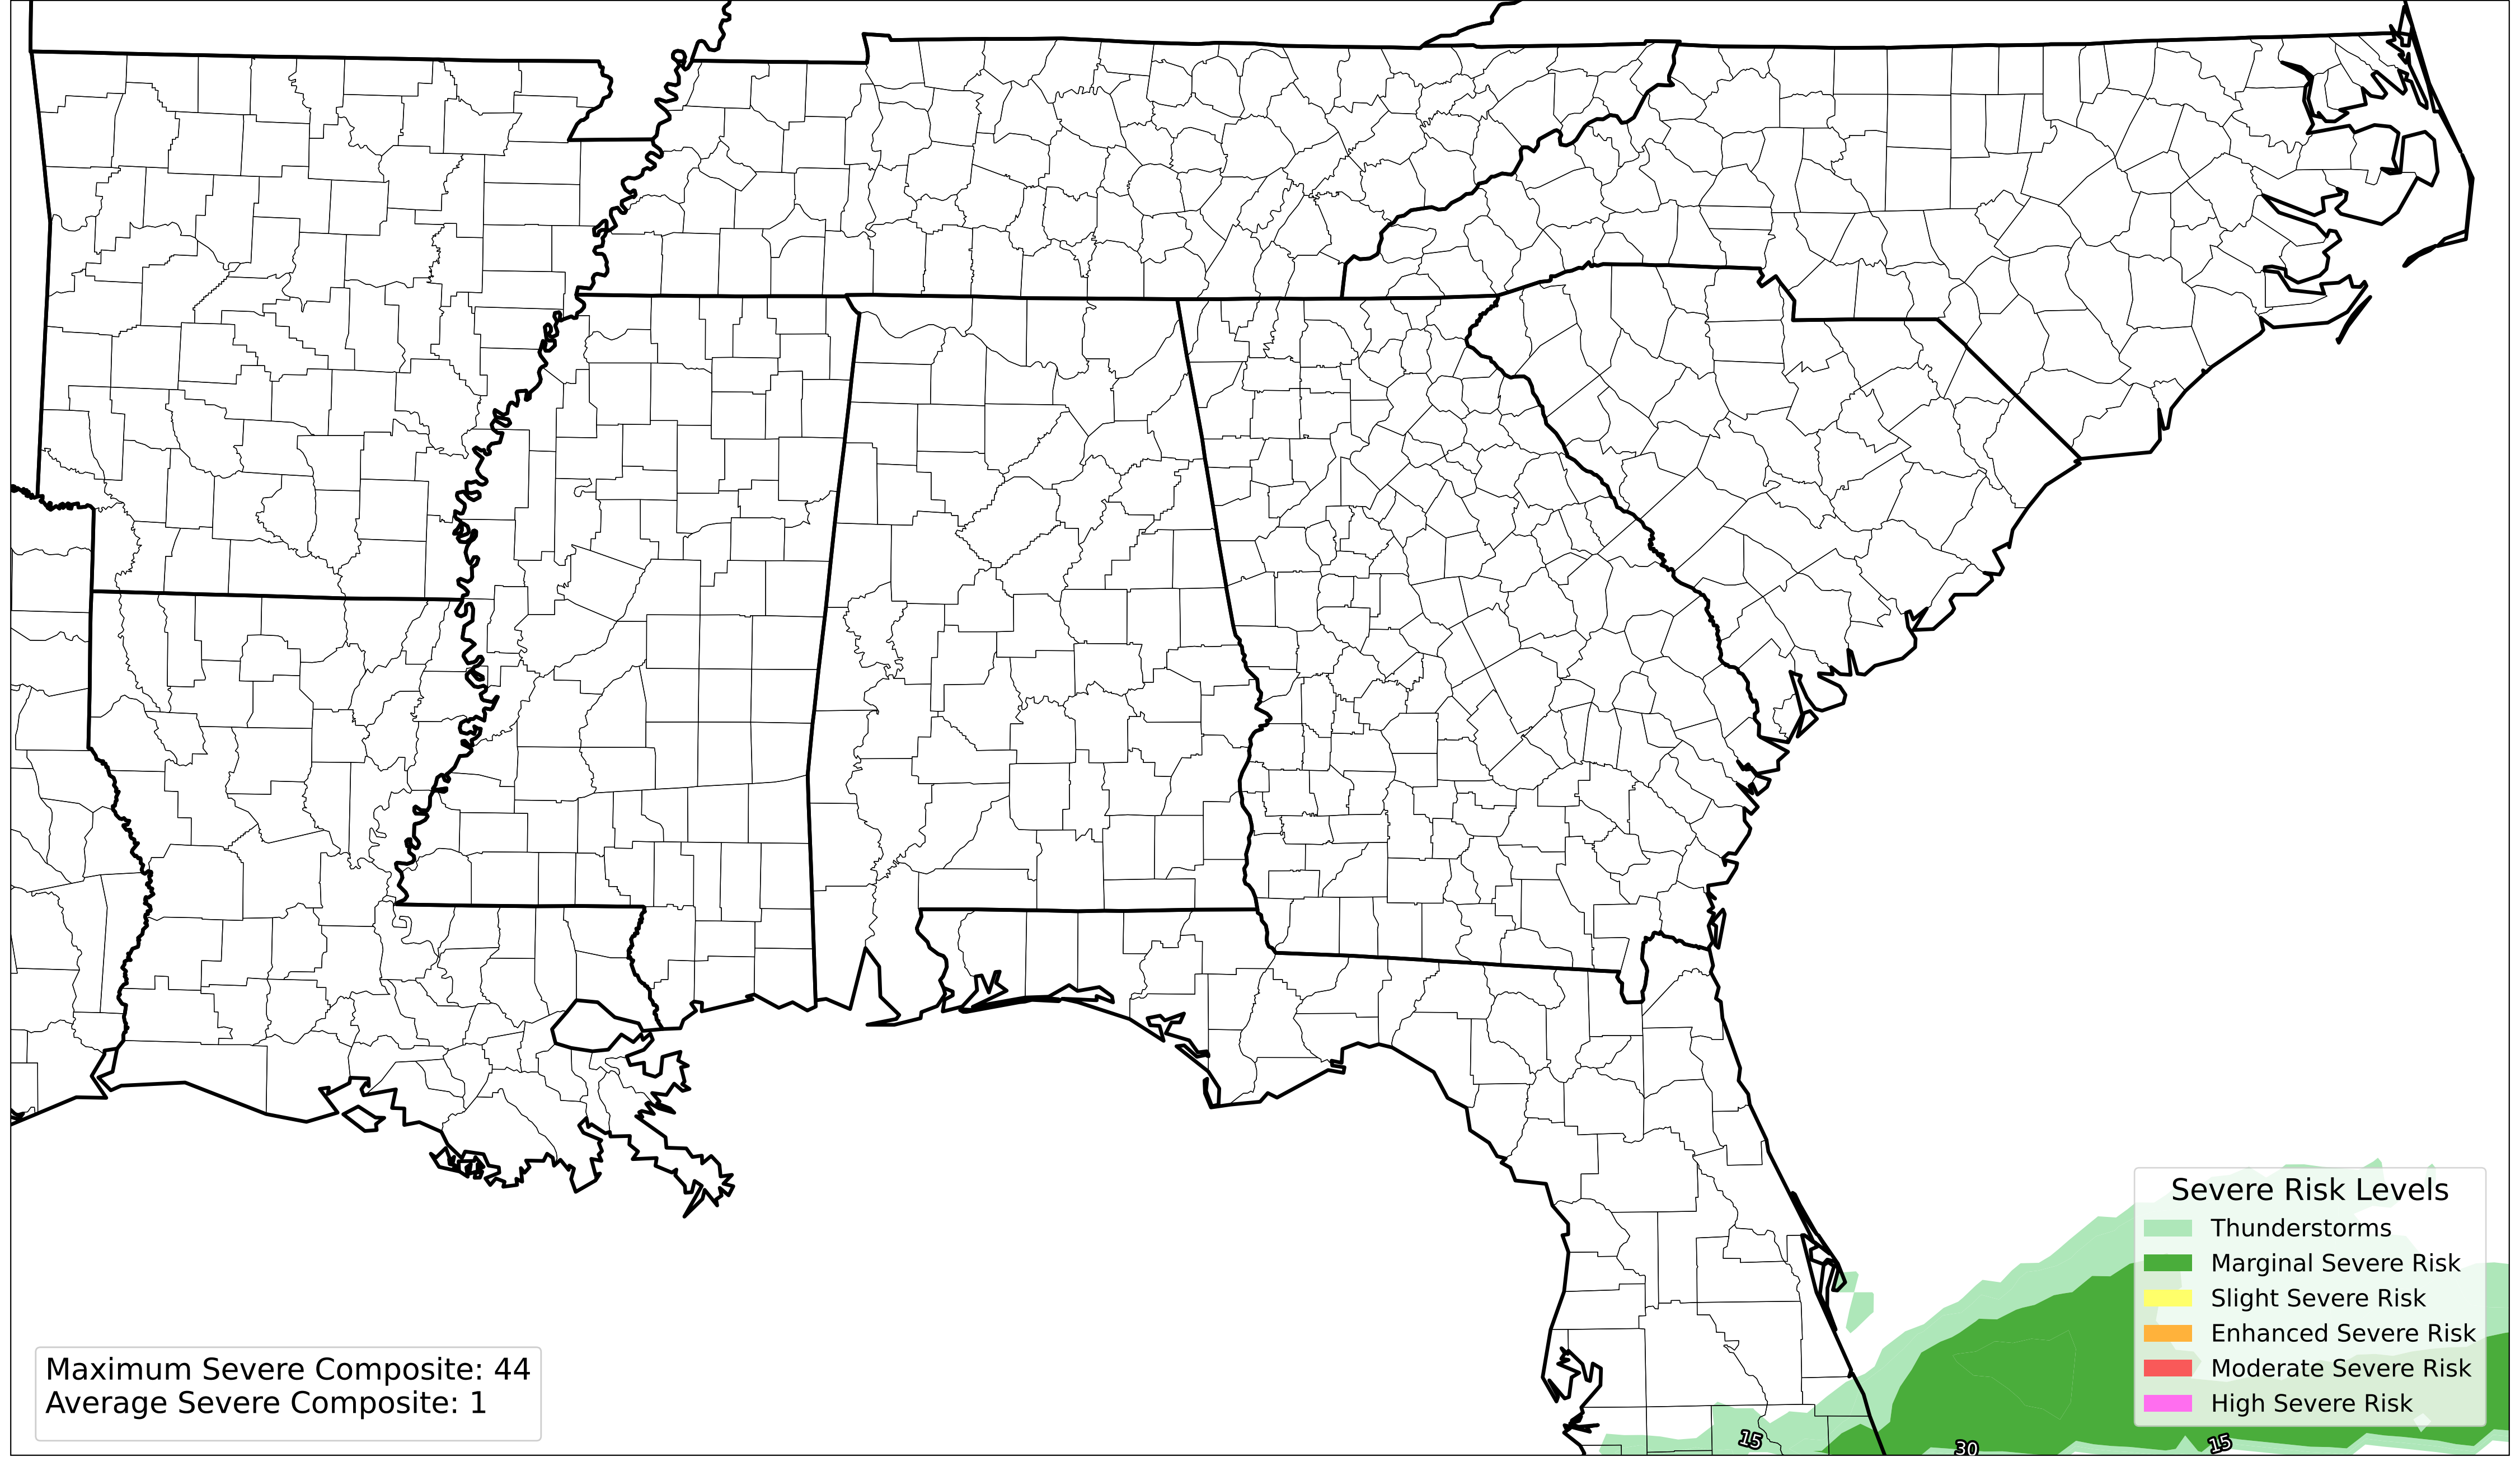 Severe Risk Levels
Thunderstorms
Marginal Severe Risk
Slight Severe Risk
Enhanced Severe Risk
Moderate Severe Risk
High Severe Risk
Maximum Severe Composite: 44
Average Severe Composite: 1
15
30
15